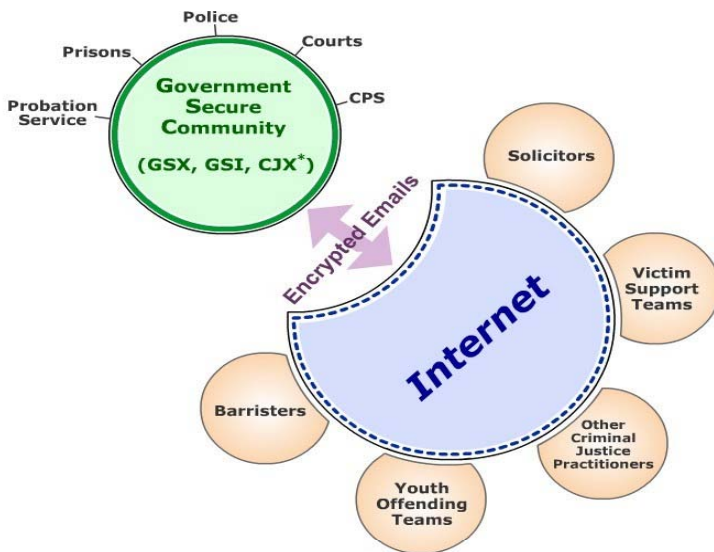 Police
Prisons
Courts
Probation
Service
CPS
Government
Secure
Community
(GSX, GSI, CJX*)
Encrypted Emails
Internet
Solicitors
Victim
Support
Teams
Other
Criminal
Justice
Practitioners
Youth
Offending
Teams
Barristers